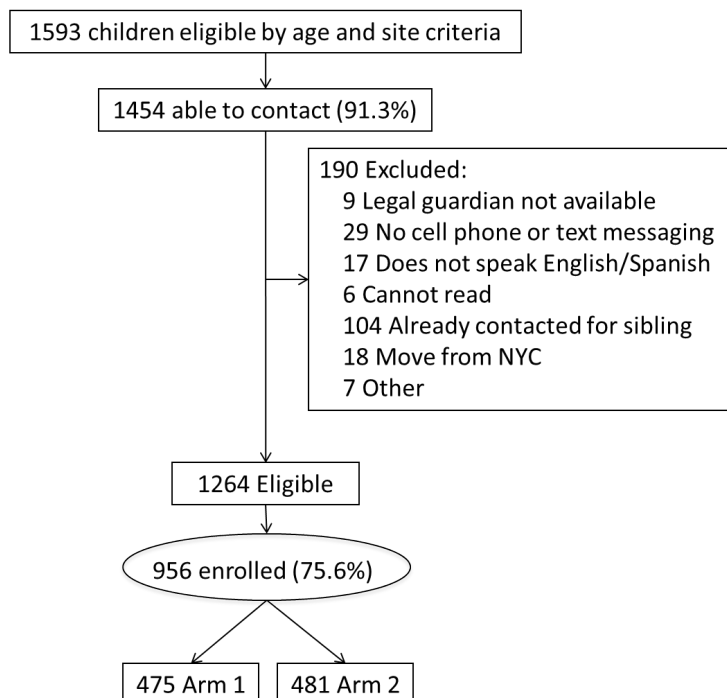 1593 children eligible by age and site criteria
1454 able to contact (91.3%)
190 Excluded:
9 Legal guardian not available
29 No cell phone or text messaging
17 Does not speak English/Spanish
6 Cannot read
104 Already contacted for sibling
18 Move from NYC
7 Other
1264 Eligible
956 enrolled (75.6%)
475 Arm 1
481 Arm 2